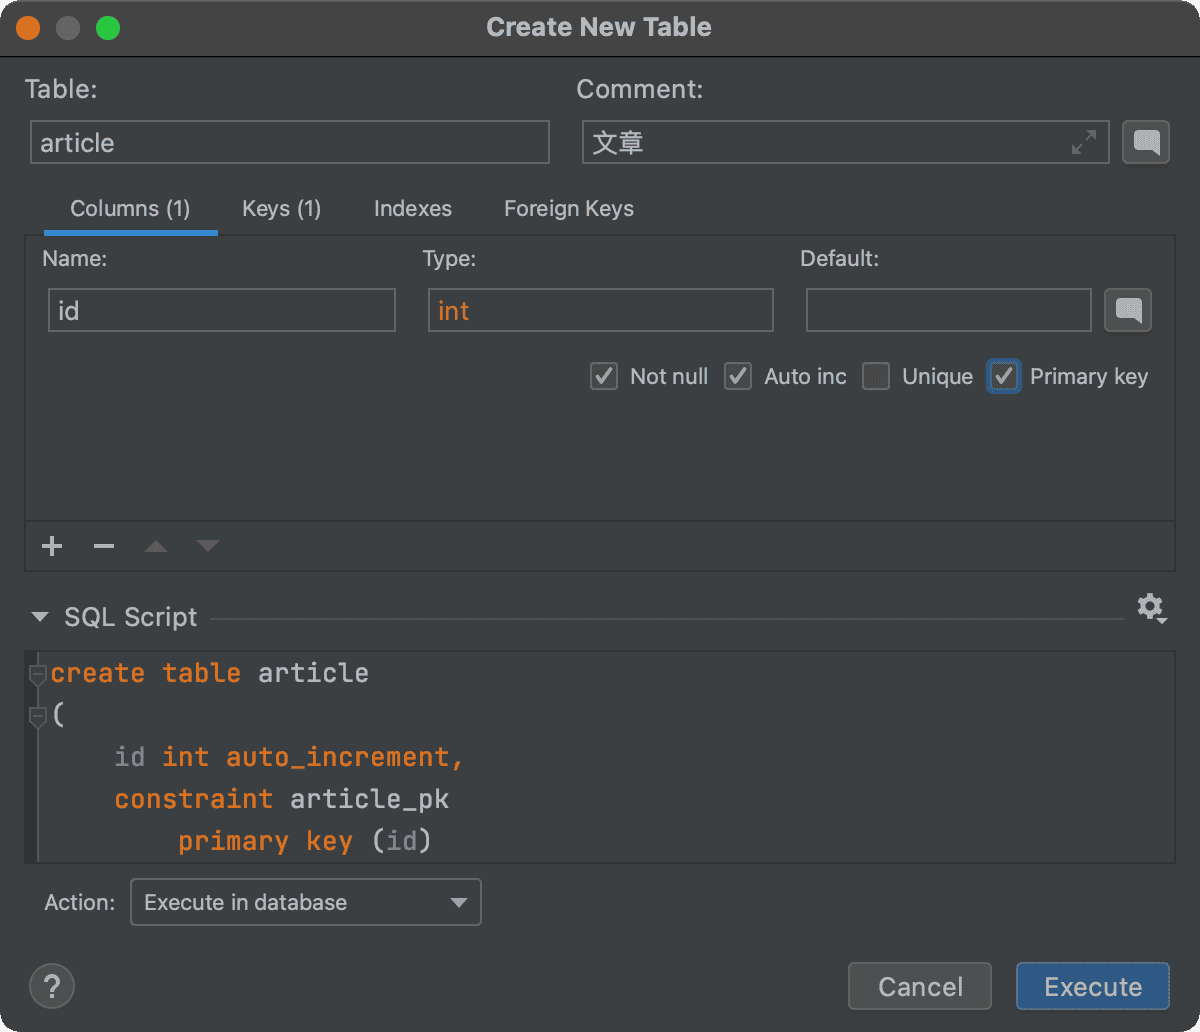 Create New Table
Table: Comment:
article 文章
Columns (1) Keys (1) Indexes Foreign Keys
Name: Type: Default:
id int
Not null Auto inc Unique Primary key
SQL Script
create table article
(
id int auto_increment,
constraint article_pk
primary key (id)
Action: Execute in database
? Cancel Execute